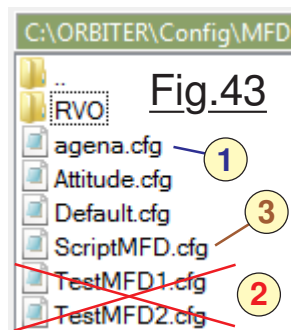 C:\ORBITER\Config\MFD
..
Fig.43
RVO
agena.cfg
1
Attitude.cfg
Default.cfg
3
ScriptMFD.cfg
TestMFD1.cfg
2
TestMFD2.cfg